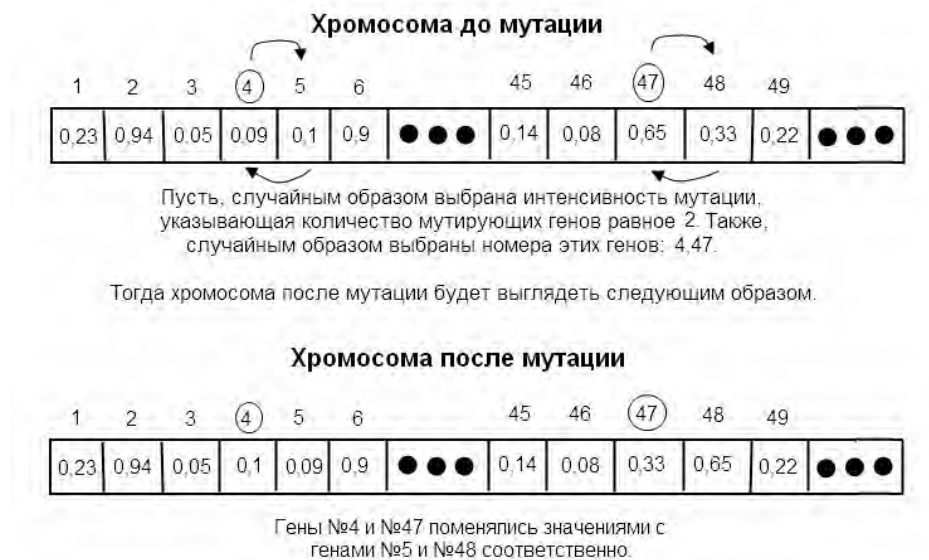 Хромосома до мутации
1 2 3 4 5 6 45 46 47 48 49
0,23 0,94 0,05 0,09 0,1 0,9 ●●● 0,14 0,08 0,65 0,33 0,22 ●●●
Пусть, случайным образом выбрана интенсивность мутации,
указывающая количество мутирующих генов равное 2. Также,
случайным образом выбраны номера этих генов: 4,47.
Тогда хромосома после мутации будет выглядеть следующим образом.
Хромосома после мутации
1 2 3 4 5 6 45 46 47 48 49
0,23 0,94 0,05 0,1 0,09 0,9 ●●● 0,14 0,08 0,33 0,65 0,22 ●●●
Гены №4 и №47 поменялись значениями с
генами №5 и №48 соответственно.